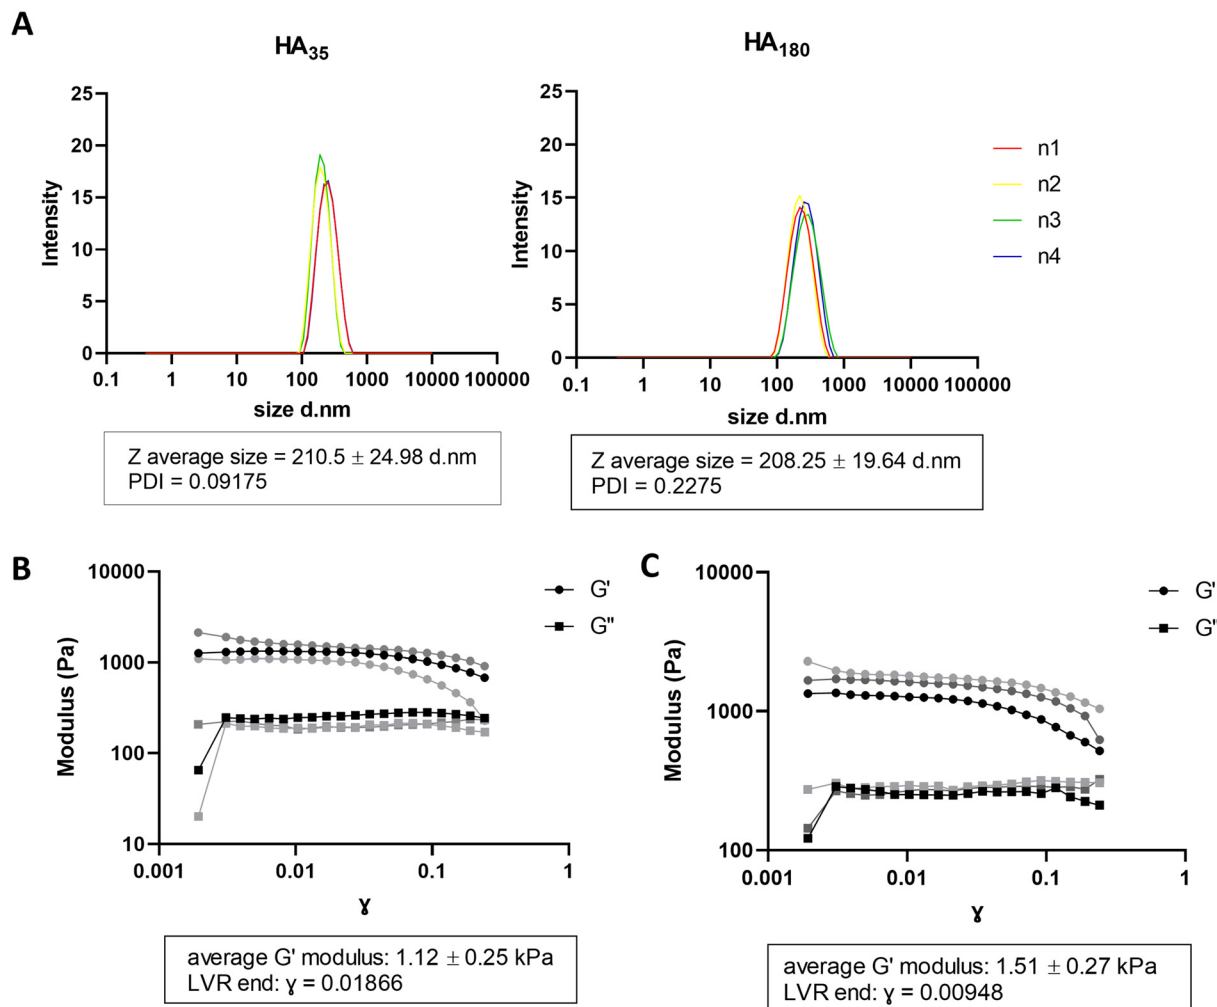 A
HA35
HA180
25
20
15
10
5
0
Intensity
0.1 1 10 100 1000 10000 100000
size d.nm
25
20
15
10
5
0
Intensity
0.1 1 10 100 1000 10000 100000
size d.nm
n1
n2
n3
n4
Z average size = 210.5 ± 24.98 d.nm
PDI = 0.09175
Z average size = 208.25 ± 19.64 d.nm
PDI = 0.2275
B
10000
1000
100
10
Modulus (Pa)
0.001 0.01 0.1 1
ɣ
G'
G"
average G' modulus: 1.12 ± 0.25 kPa
LVR end: ɣ = 0.01866
C
10000
1000
100
Modulus (Pa)
0.001 0.01 0.1 1
ɣ
G'
G"
average G' modulus: 1.51 ± 0.27 kPa
LVR end: ɣ = 0.00948